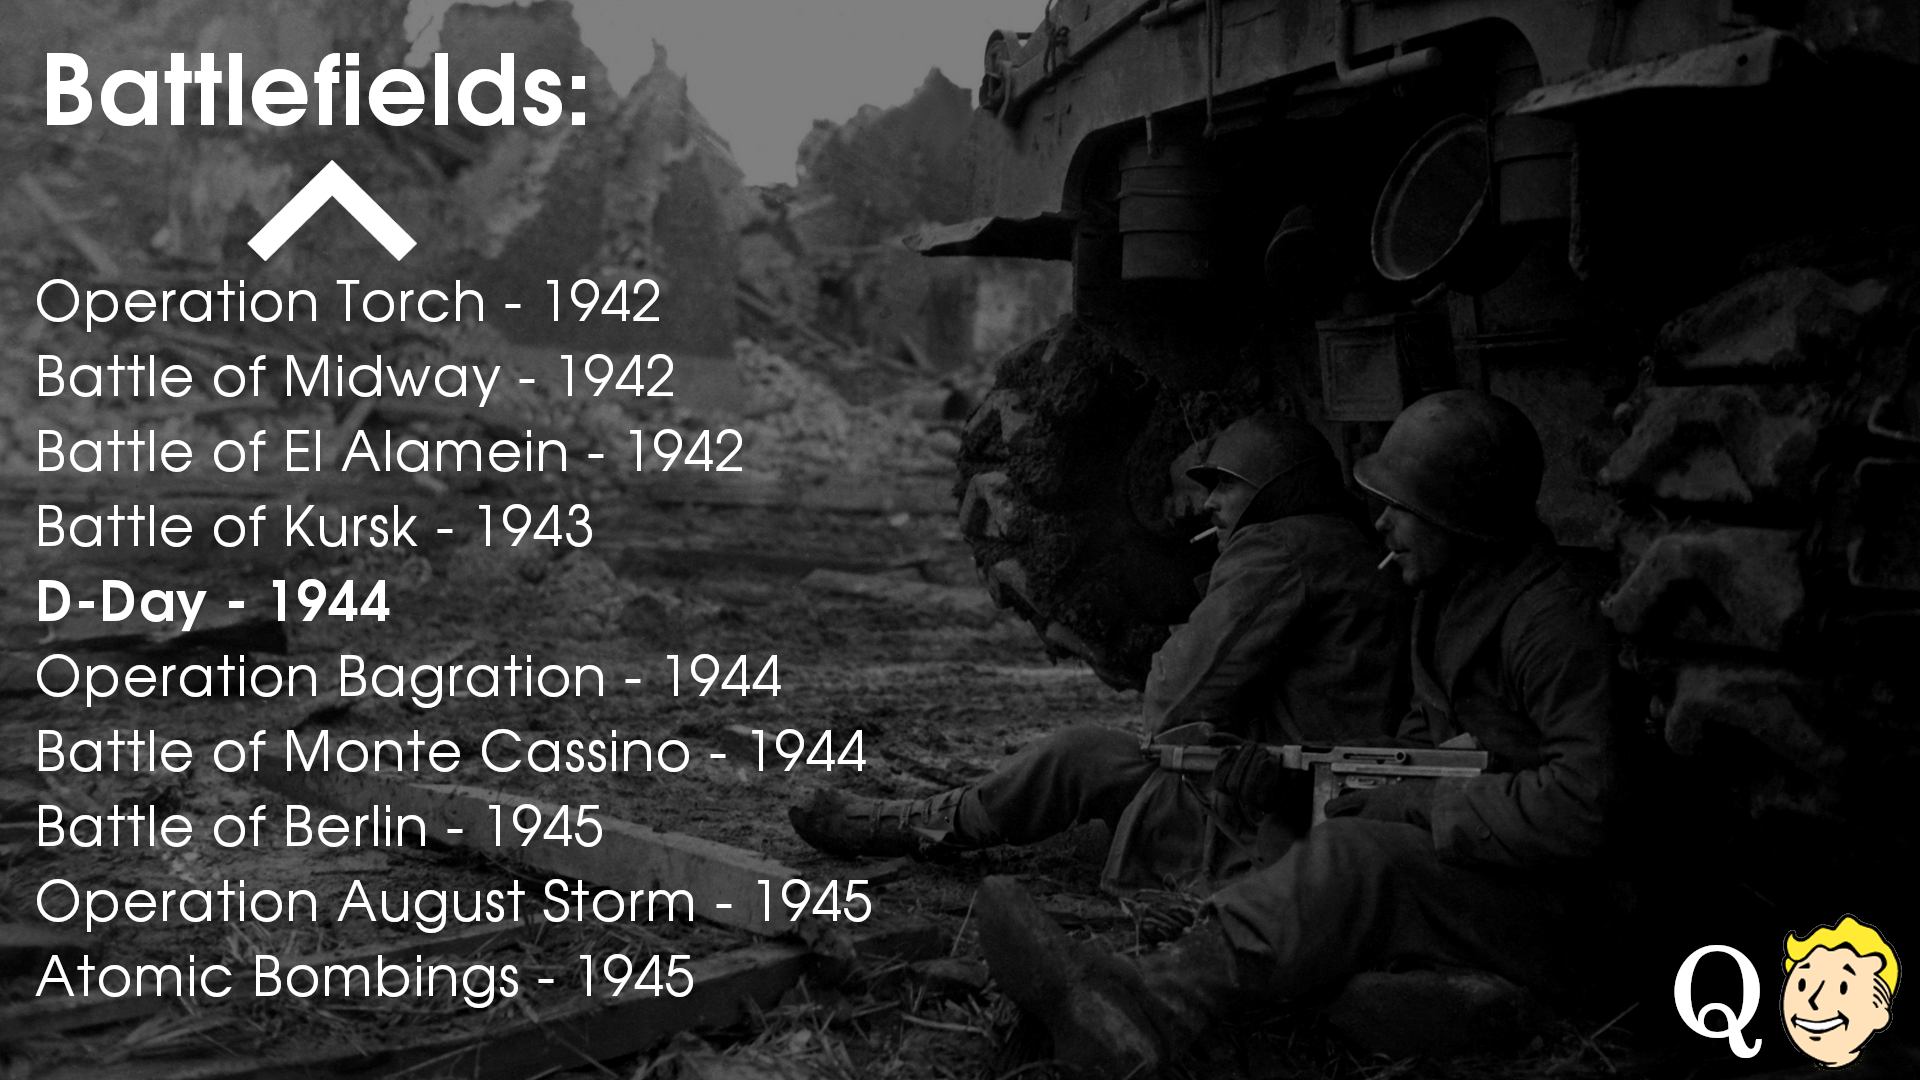 Battlefields:
Operation Torch - 1942
Battle of Midway - 1942
Battle of El Alamein - 1942
Battle of Kursk - 1943
D-Day - 1944
Operation Bagration - 1944
Battle of Monte Cassino - 1944
Battle of Berlin - 1945
Operation August Storm - 1945
Atomic Bombings - 1945
Q